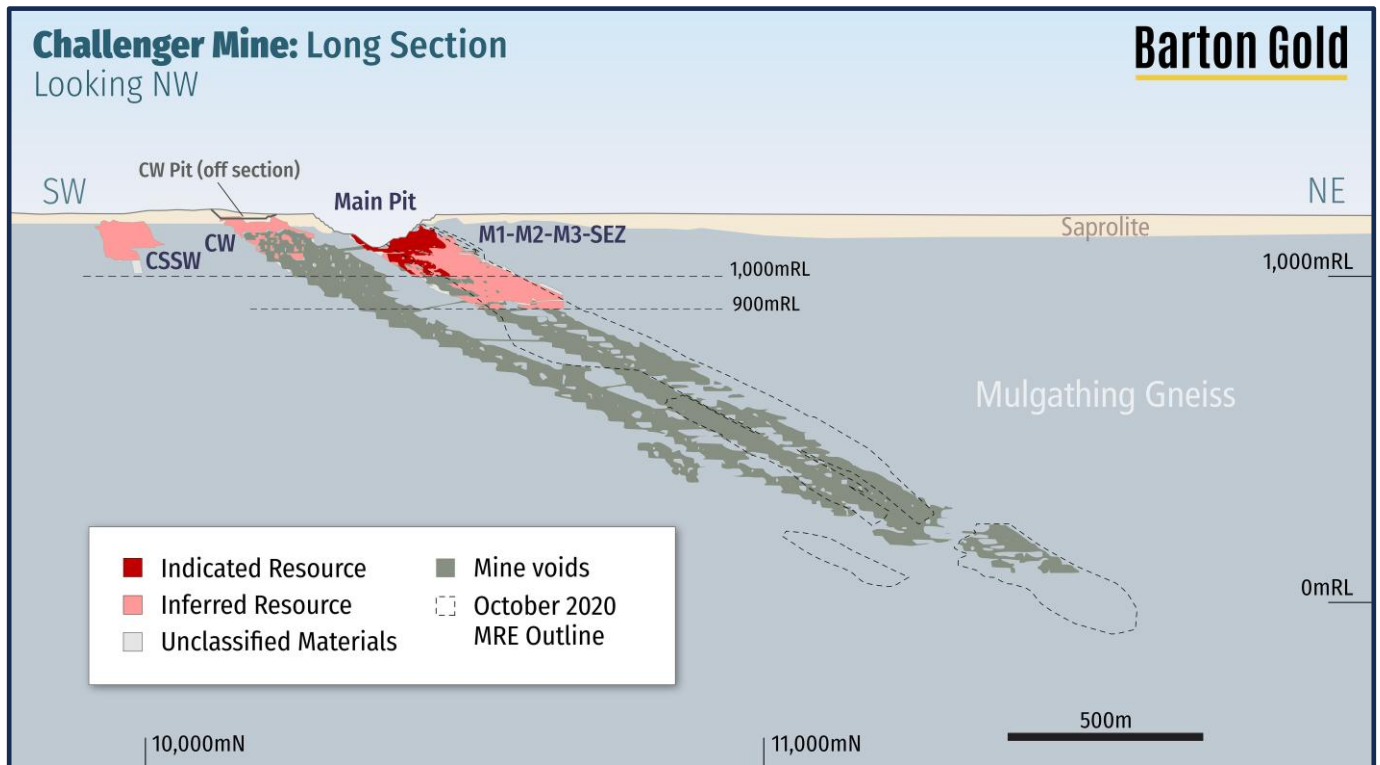 Challenger Mine: Long Section
Looking NW
Barton Gold
CW Pit (off section)
SW
Main Pit
NE
Saprolite
M1-M2-M3-SEZ
CW
CSSW
1,000mRL
1,000mRL
900mRL
Mulgathing Gneiss
Indicated Resource
Inferred Resource
Unclassified Materials
Mine voids
October 2020
MRE Outline
0mRL
500m
10,000mN
11,000mN